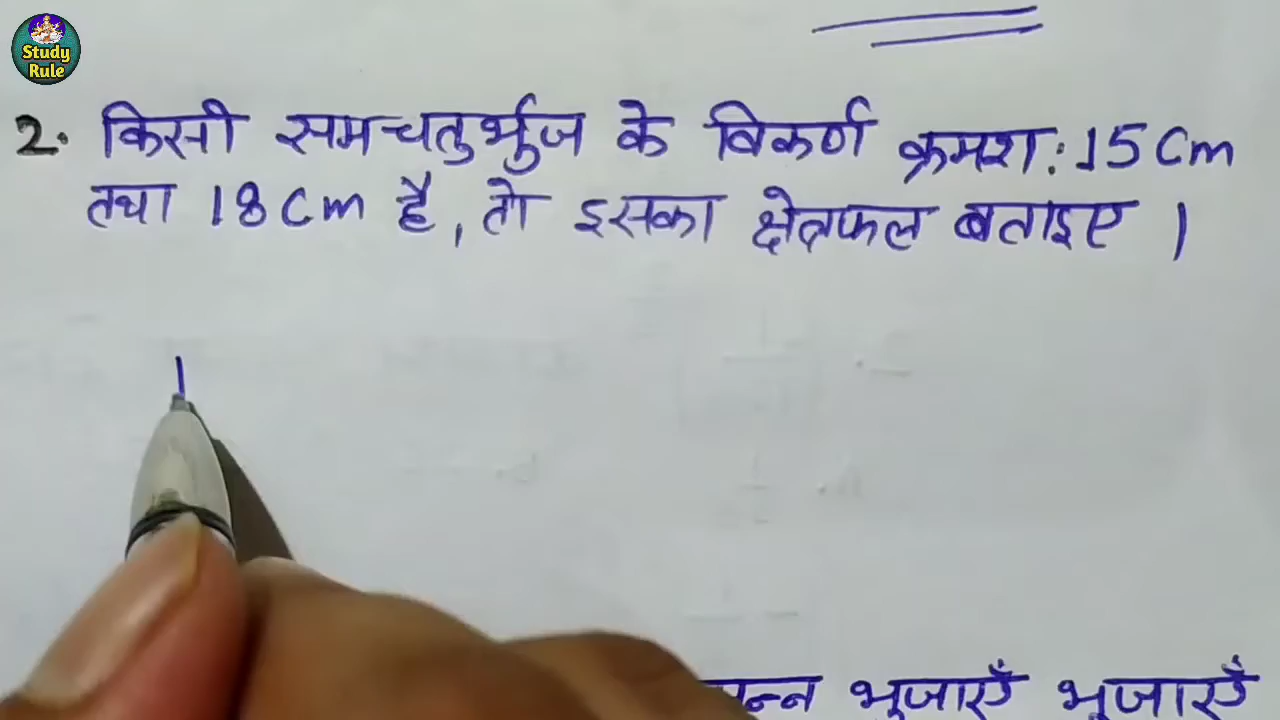 Study
Rule
2. किसी समचतुर्भुज के विकर्ण क्रमश: 15 Cm
तथा 18 Cm है, तो इसका क्षेत्रफल बताइए ।
भुजाएँ भुजाएँ